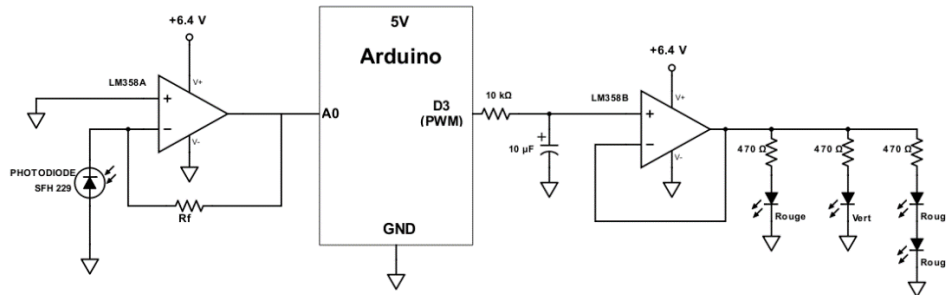 +6.4 V
LM358A
V+
+
−
V-
PHOTODIODE
SFH 229
Rf
5V
Arduino
A0
D3
(PWM)
GND
10 kΩ
+
10 µF
+6.4 V
LM358B
V+
+
−
V-
470 Ω
470 Ω
470 Ω
Rouge
Vert
Roug
Roug